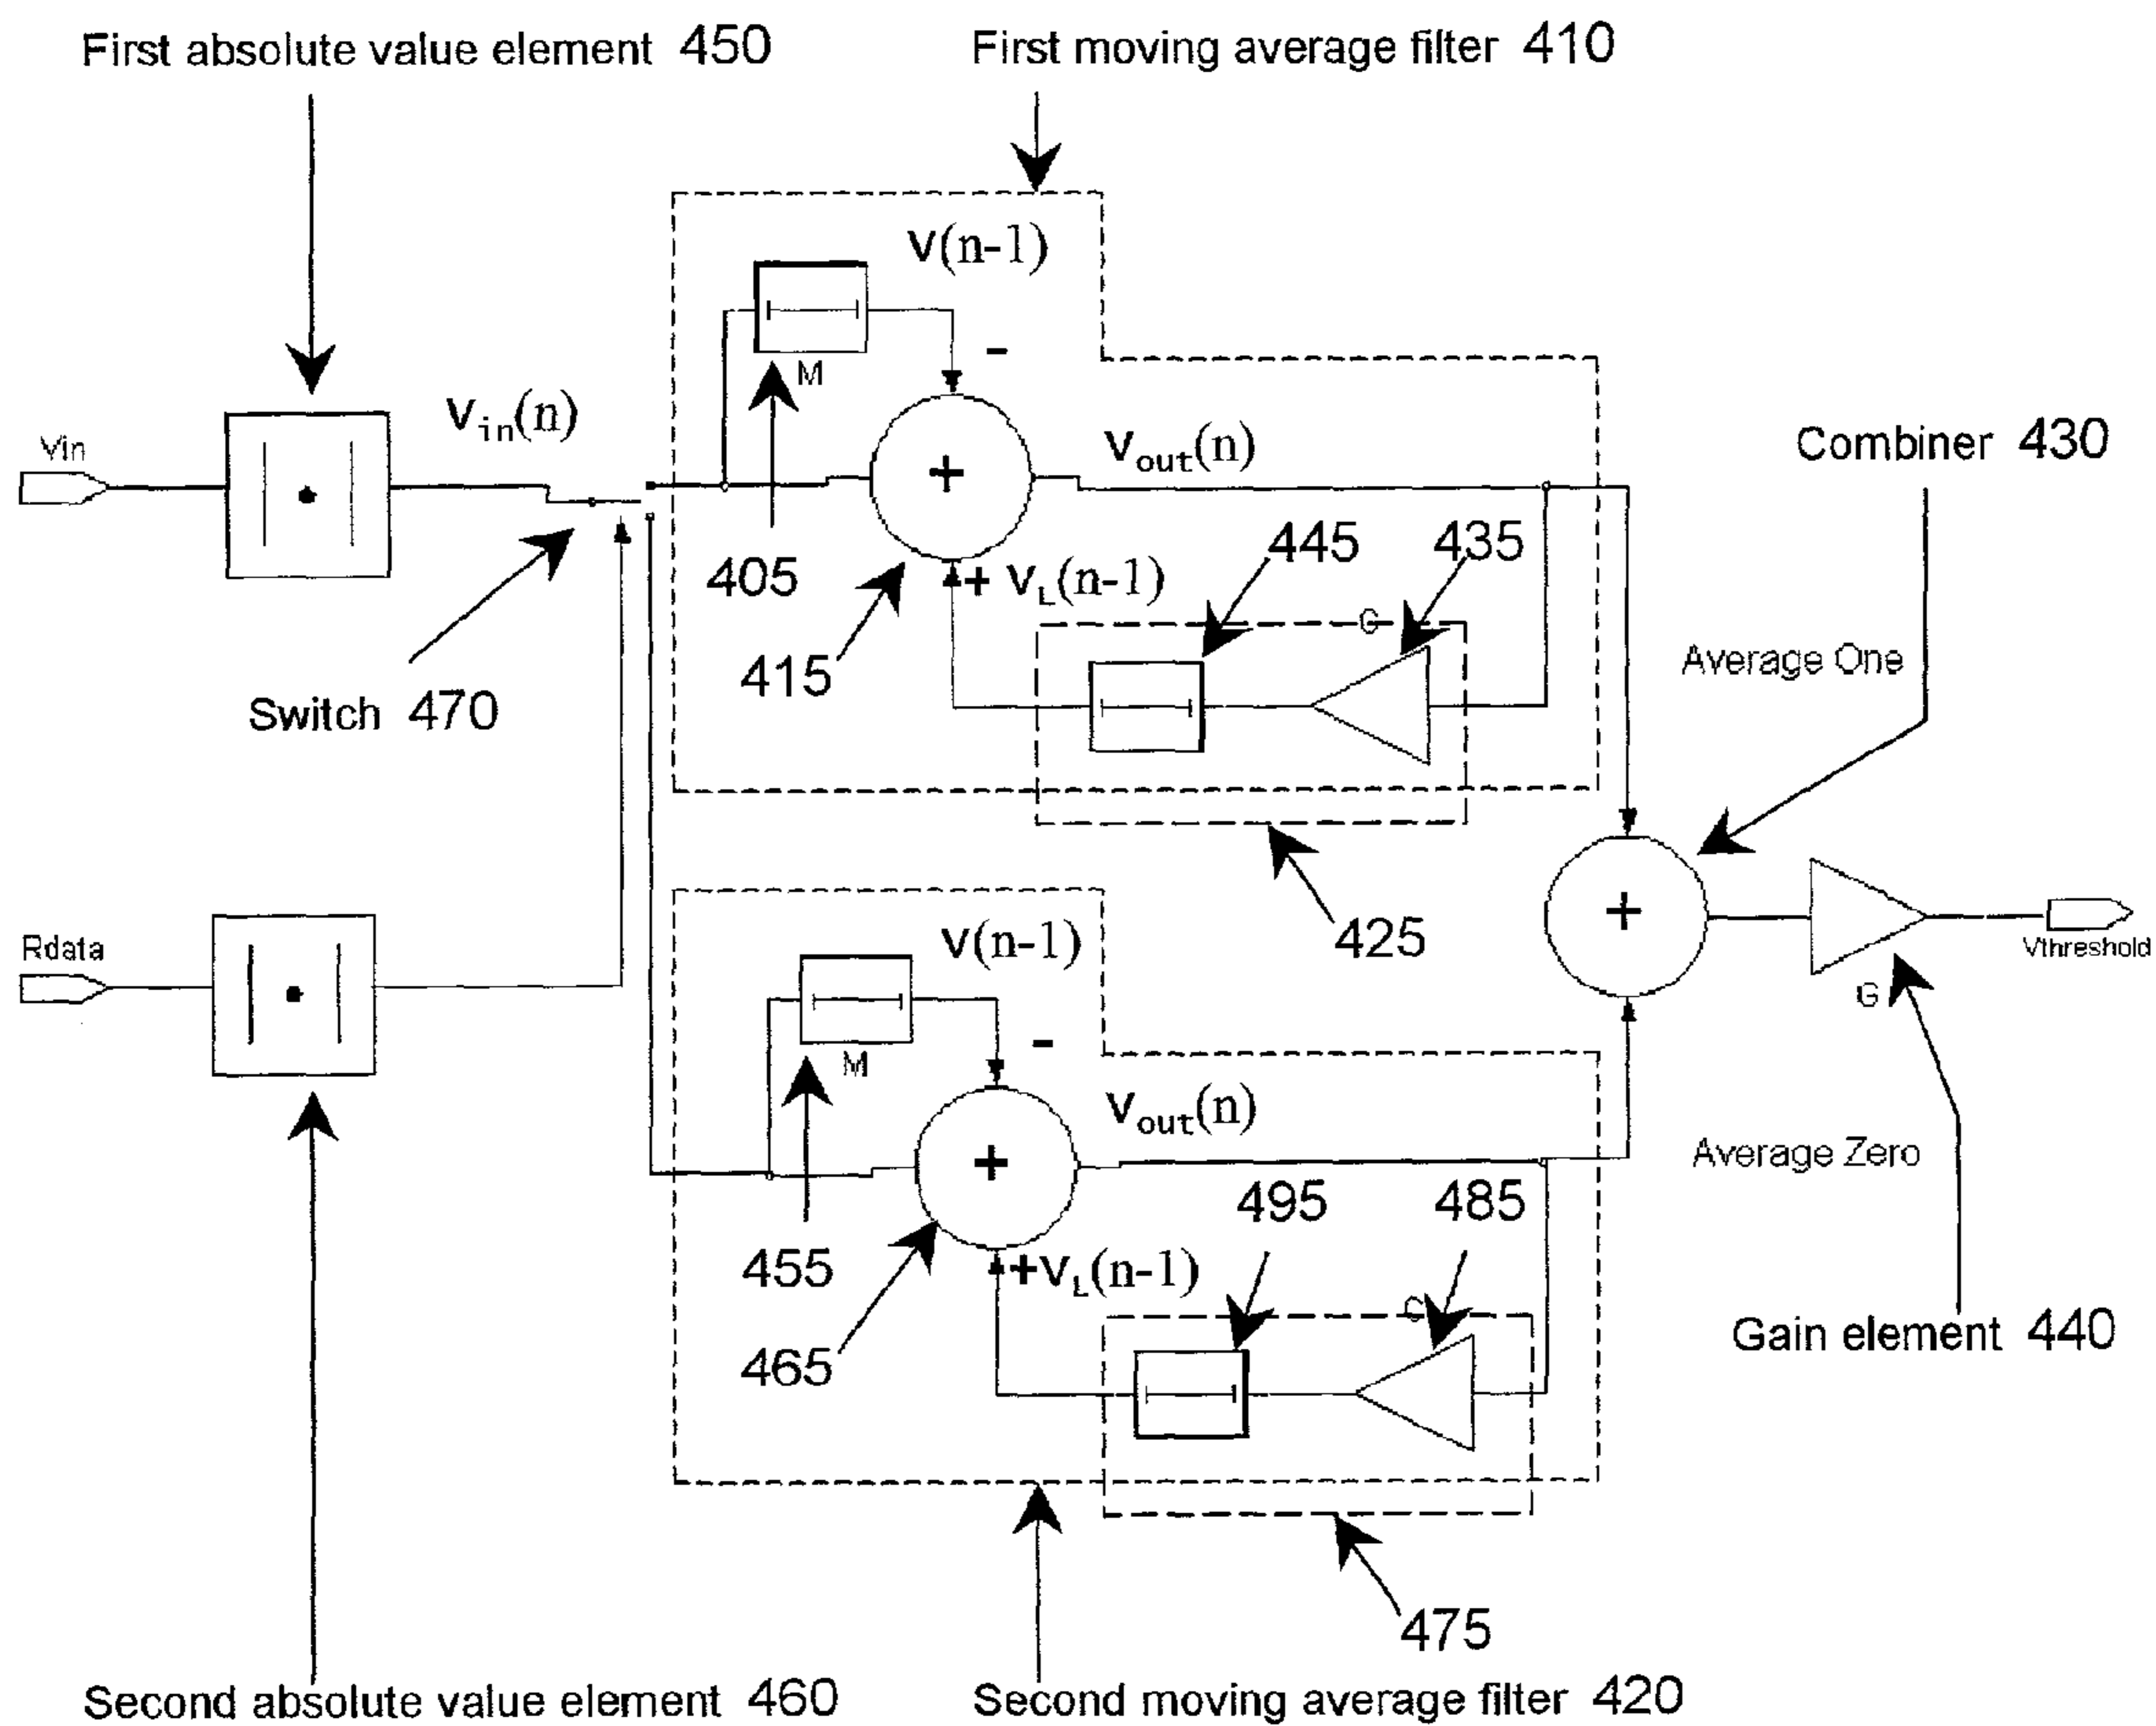 First absolute value element 450
First moving average filter 410
V(n-1)
M
-
Vin
Vin(n)
+
Vout(n)
Combiner 430
405
445
435
+ VL(n-1)
G
415
Switch 470
Average One
425
Rdata
V(n-1)
M
-
+
G
Vthreshold
Vout(n)
+
Average Zero
455
495
485
+VL(n-1)
465
Gain element 440
475
Second absolute value element 460
Second moving average filter 420